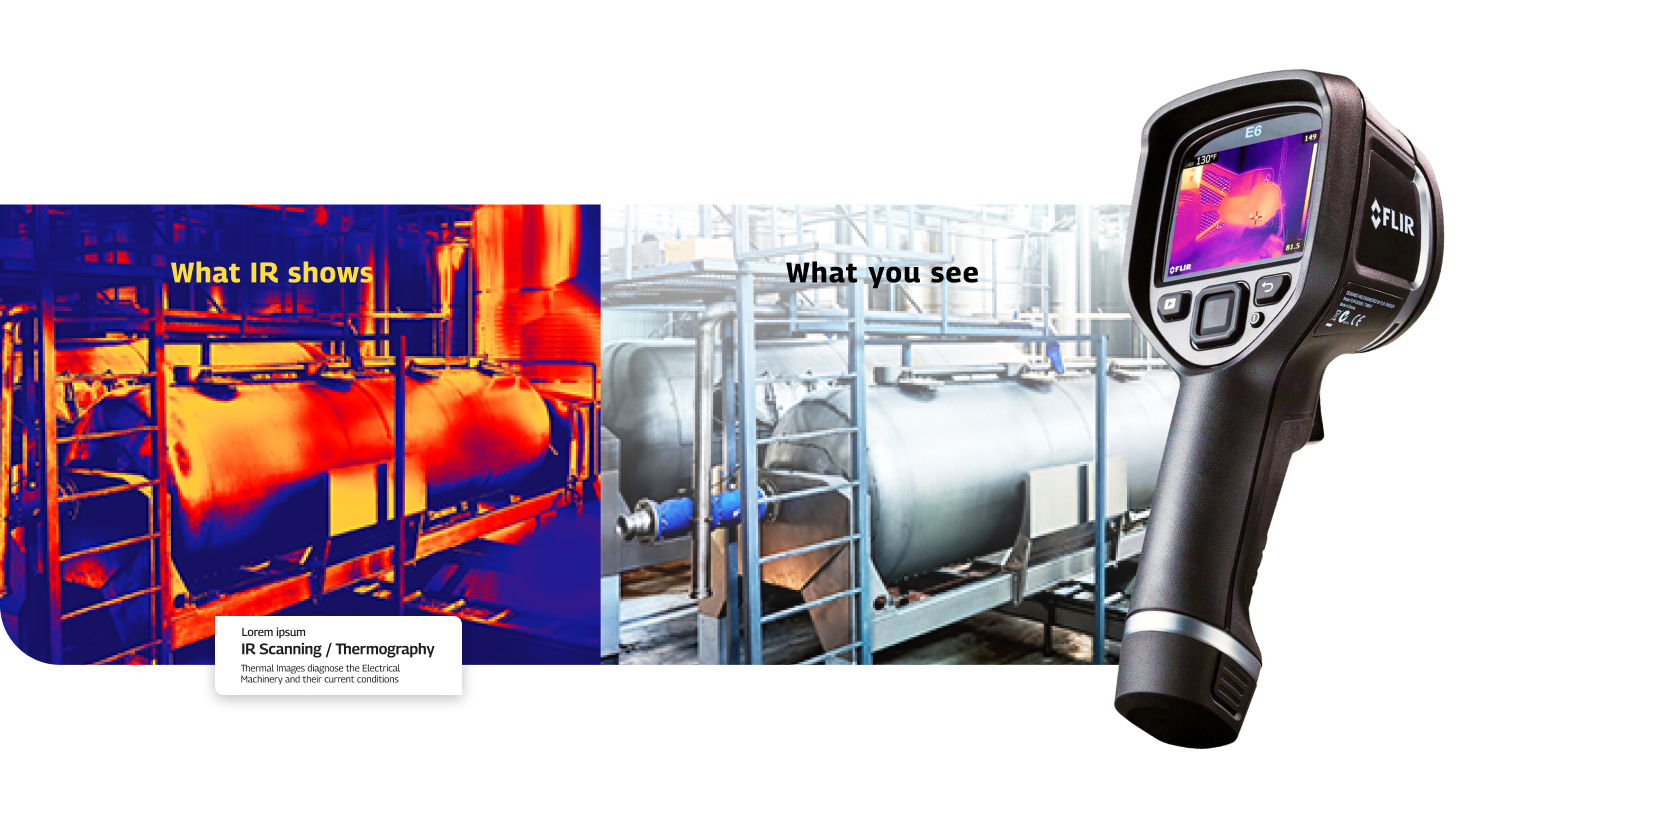 What IR shows
What you see
Lorem ipsum
IR Scanning / Thermography
Thermal Images diagnose the Electrical
Machinery and their current conditions
E6
149
130°F
81.5
FLIR
FLIR
CE